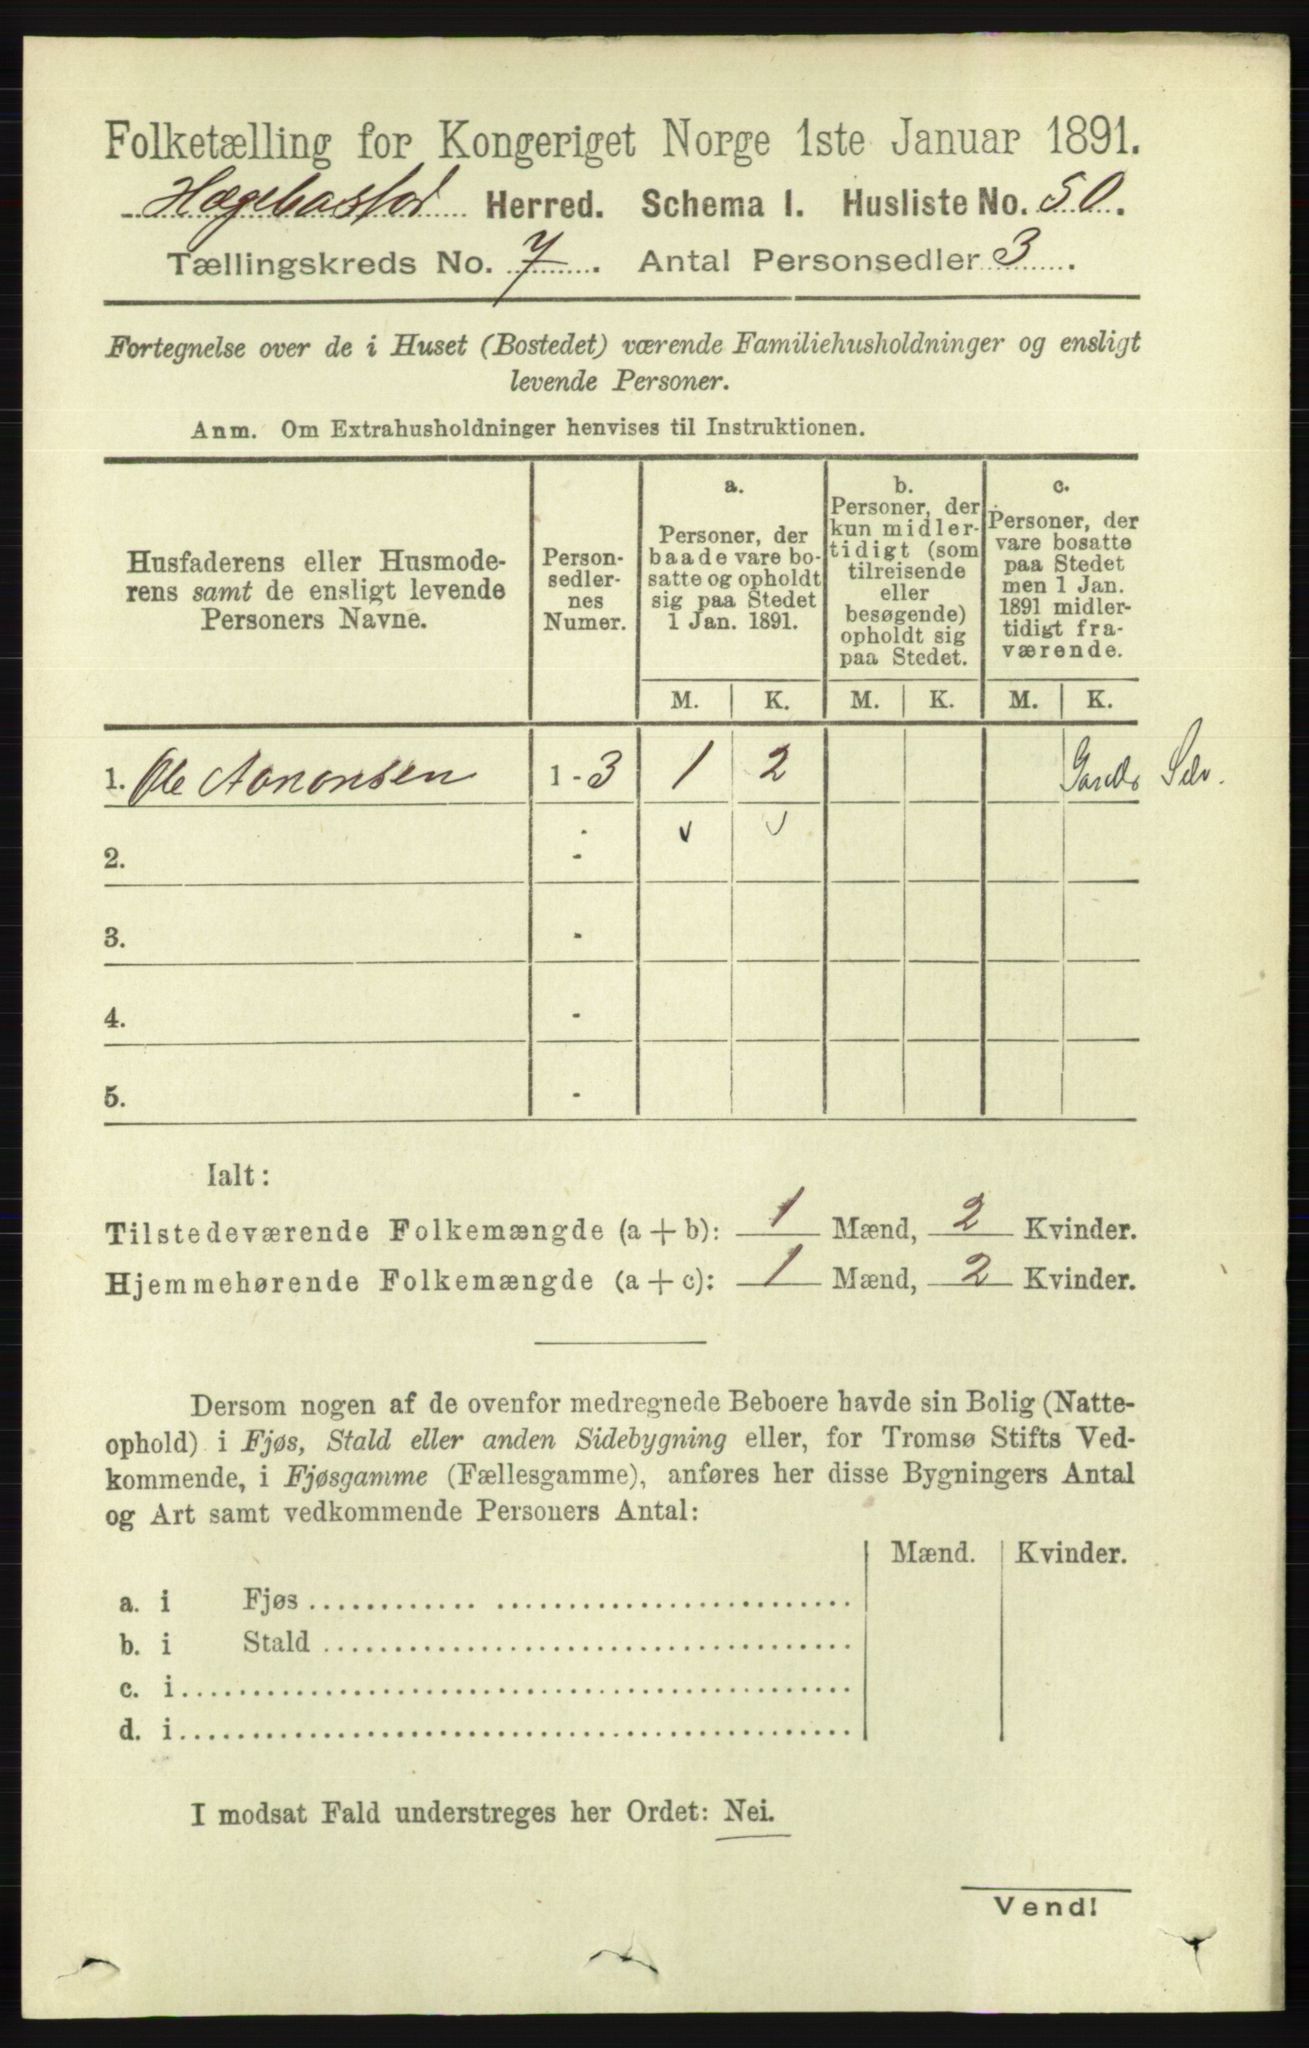 Folketælling for Kongeriget Norge 1ste Januar 1891.
Hægebostad Herred. Schema I. Husliste No. 50.
Tællingskreds No. 7. Antal Personsedler 3.
Fortegnelse over de i Huset (Bostedet) værende Familiehusholdninger og ensligt
levende Personer.
Anm. Om Extrahusholdninger henvises til Instruktionen.
Husfaderens eller Husmode-
rens samt de ensligt levende
Personers Navne.
Person-
sedler-
nes
Numer.
a.
Personer, der
baade vare bo-
satte og opholdt
sig paa Stedet
1 Jan. 1891.
b.
Personer, der
kun midler-
tidigt (som
tilreisende
eller
besøgende)
opholdt sig
paa Stedet.
c.
Personer, der
vare bosatte
paa Stedet
men 1 Jan.
1891 midler-
tidigt fra-
værende.
M. K. M. K. M. K.
1. Ole Aanonsen 1 - 3 1 2
2. -
3. -
4. -
5. -
Ialt:
Tilstedeværende Folkemængde (a + b): 1 Mænd, 2 Kvinder.
Hjemmehørende Folkemængde (a + c): 1 Mænd, 2 Kvinder.
Dersom nogen af de ovenfor medregnede Beboere havde sin Bolig (Natte-
ophold) i Fjøs, Stald eller anden Sidebygning eller, for Tromsø Stifts Ved-
kommende, i Fjøsgamme (Fællesgamme), anføres her disse Bygningers Antal
og Art samt vedkommende Personers Antal:
Mænd. Kvinder.
a. i Fjøs
b. i Stald
c. i
d. i
I modsat Fald understreges her Ordet: Nei.
Vend!